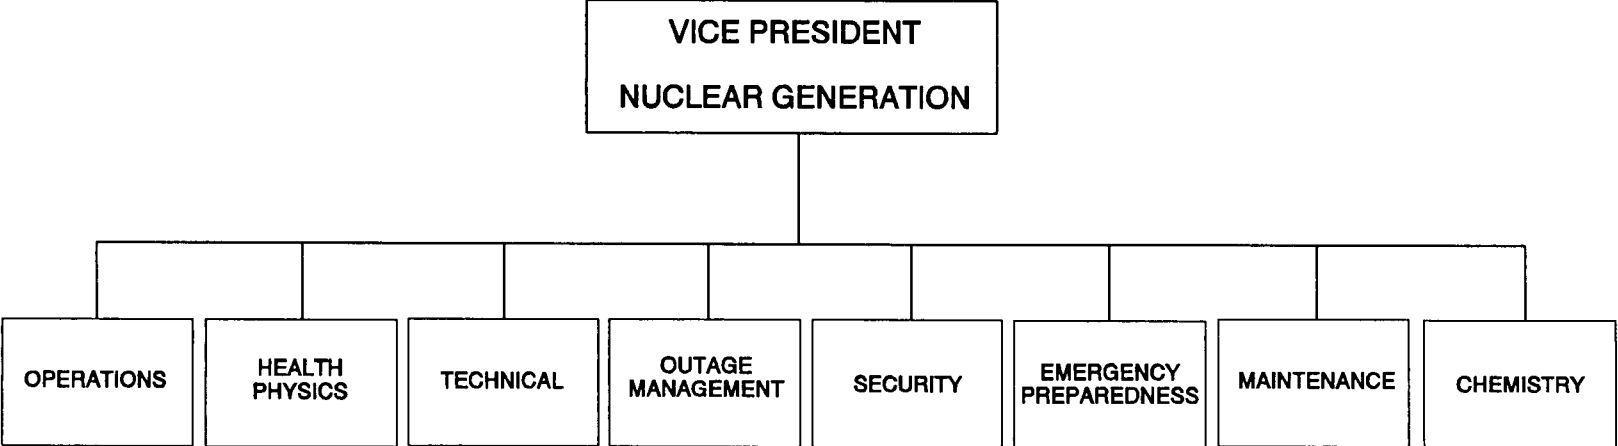 VICE PRESIDENT
NUCLEAR GENERATION
OPERATIONS
HEALTH
PHYSICS
TECHNICAL
OUTAGE
MANAGEMENT
SECURITY
EMERGENCY
PREPAREDNESS
MAINTENANCE
CHEMISTRY